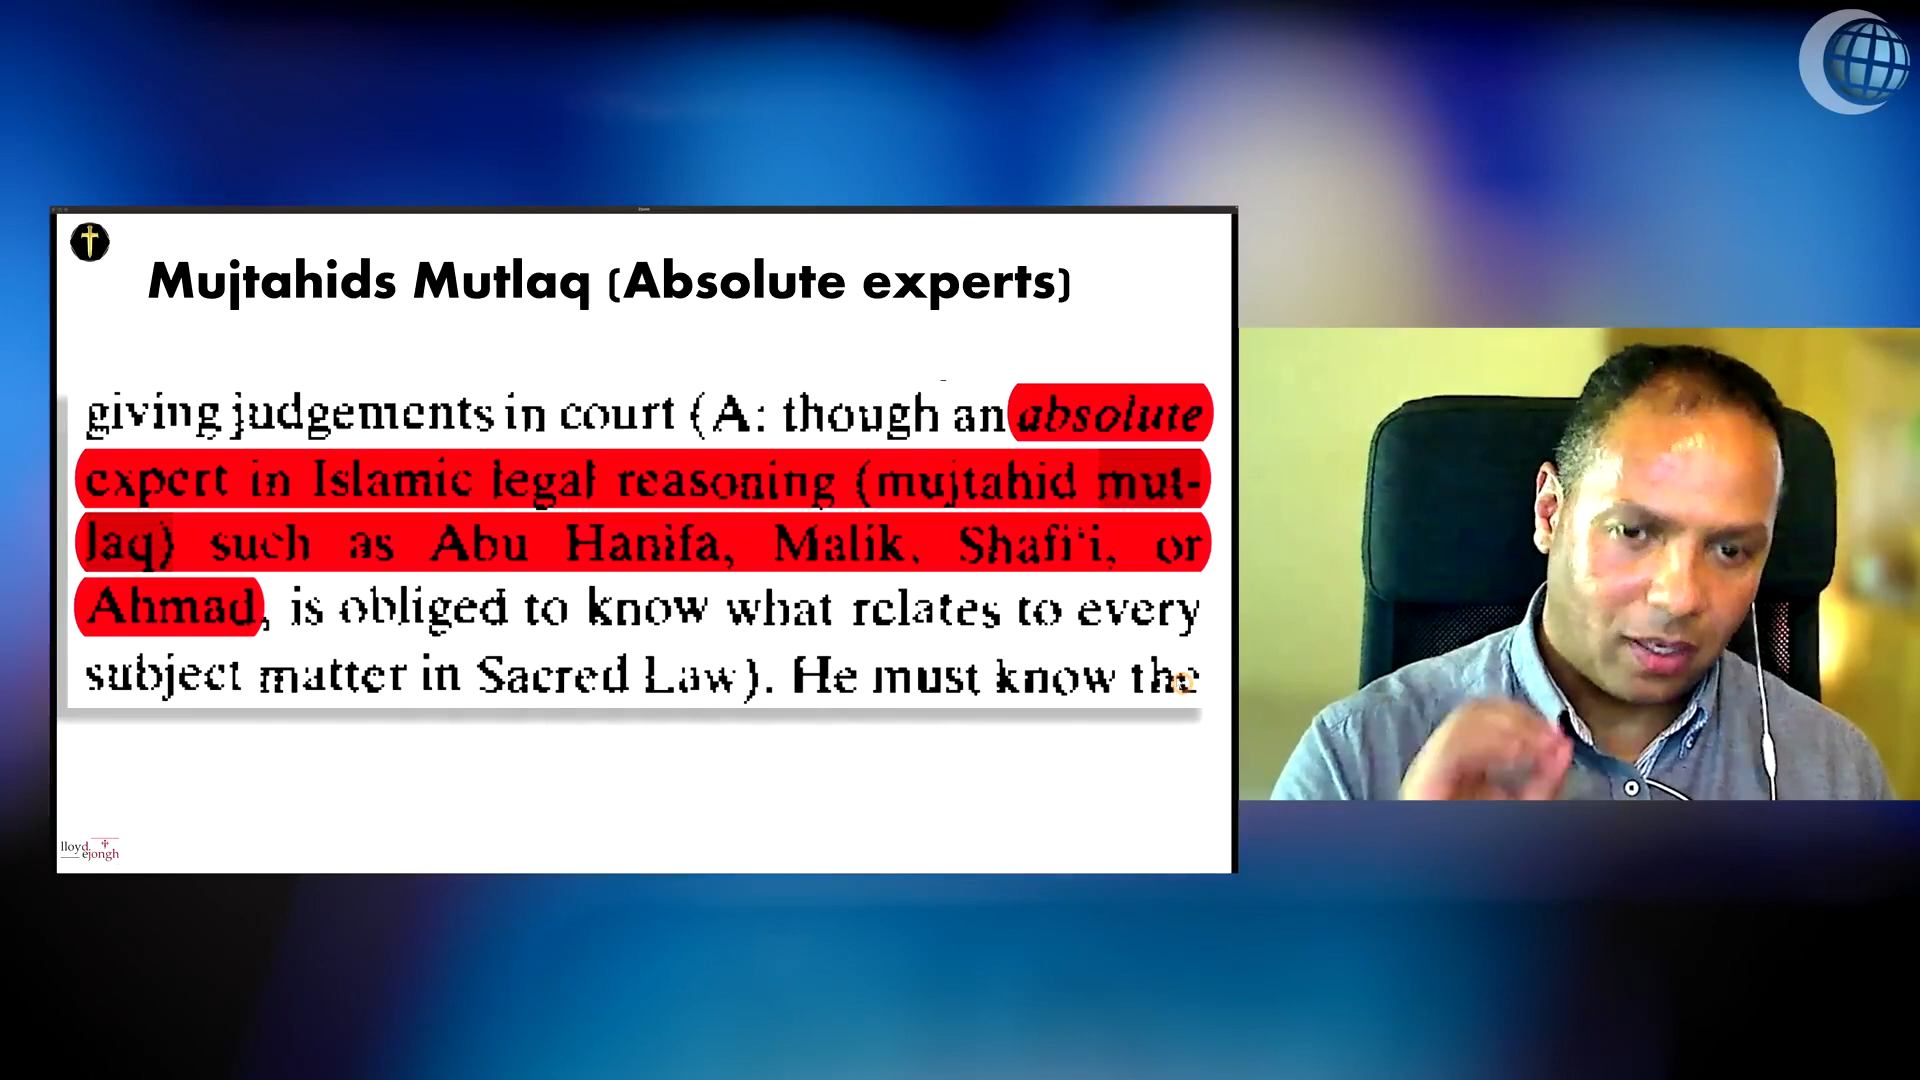 Mujtahids Mutlaq (Absolute experts)
giving judgements in court (A: though an absolute
expert in Islamic legal reasoning (mujtahid mut-
laq) such as Abu Hanifa, Malik, Shafi'i, or
Ahmad, is obliged to know what relates to every
subject matter in Sacred Law). He must know the
lloyd
dejongh